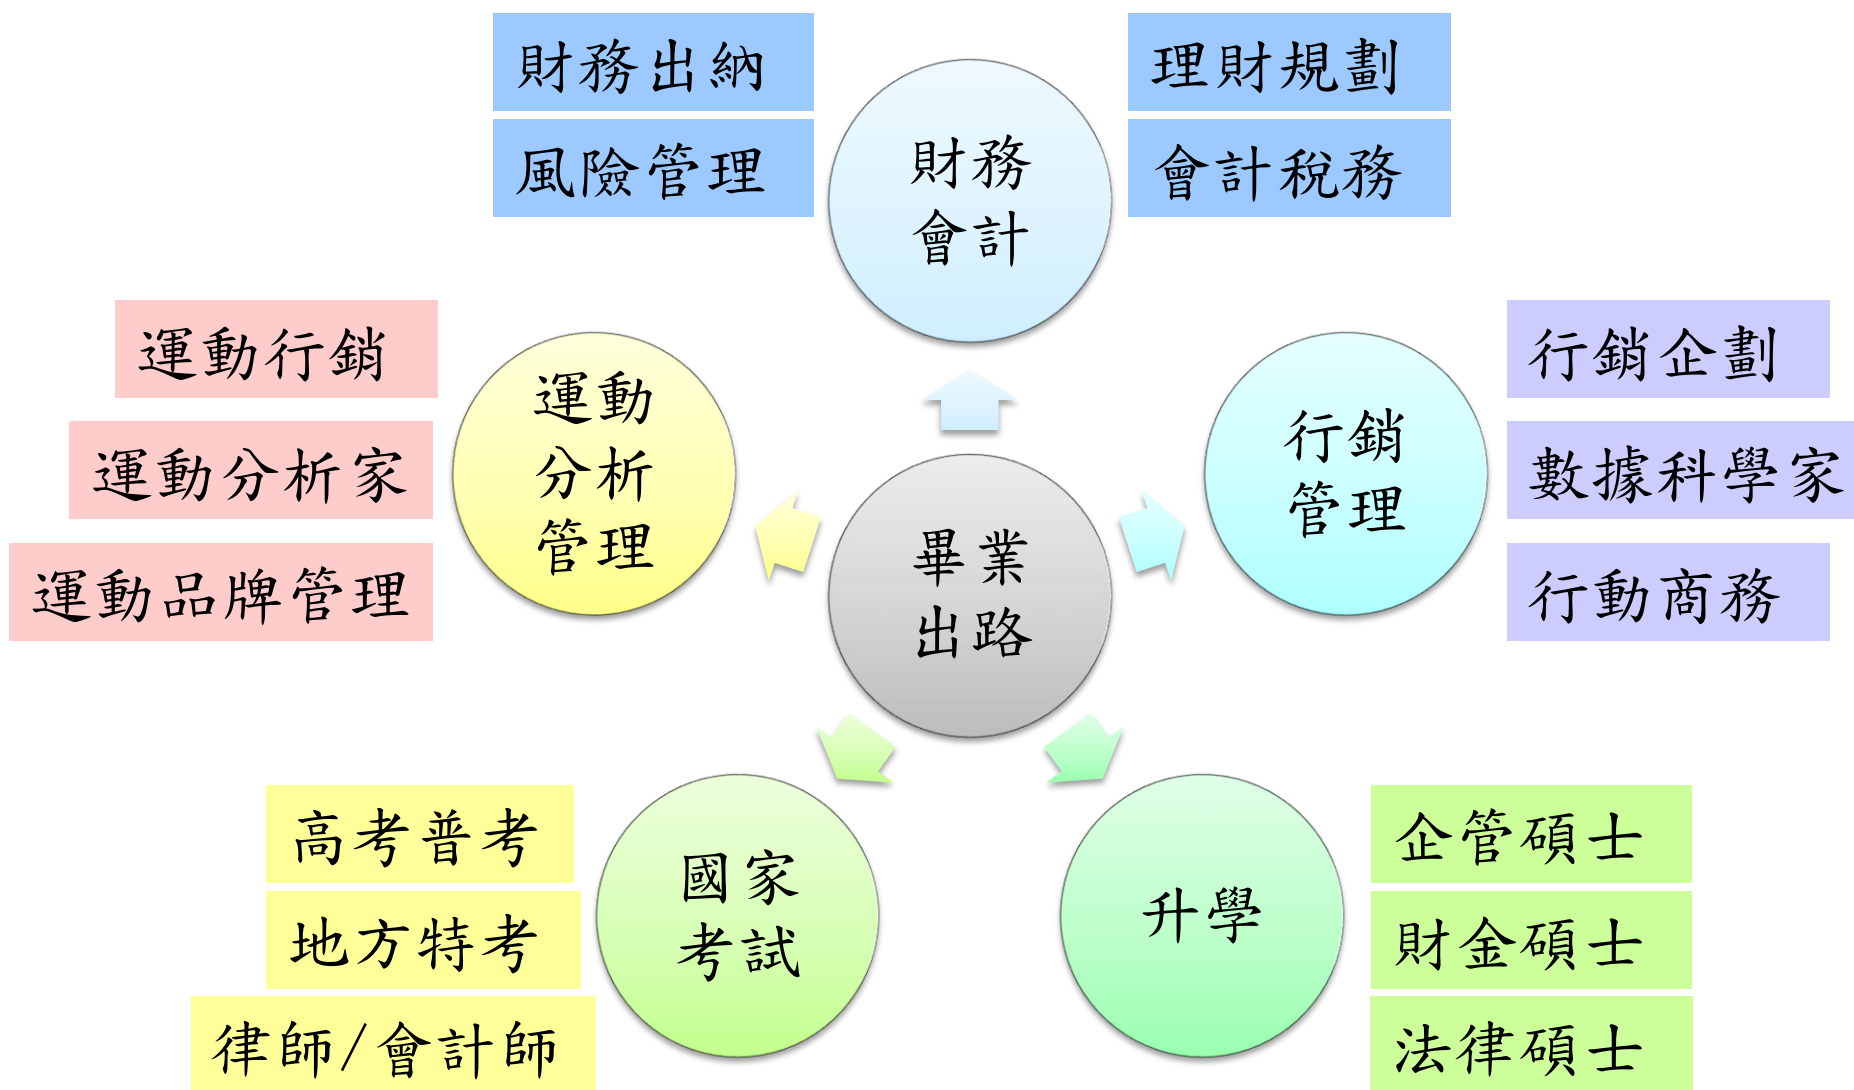 財務出納
風險管理
財務
會計
理財規劃
會計稅務
運動行銷
運動分析家
運動品牌管理
運動
分析
管理
行銷
管理
行銷企劃
數據科學家
行動商務
畢業
出路
高考普考
地方特考
律師/會計師
國家
考試
升學
企管碩士
財金碩士
法律碩士